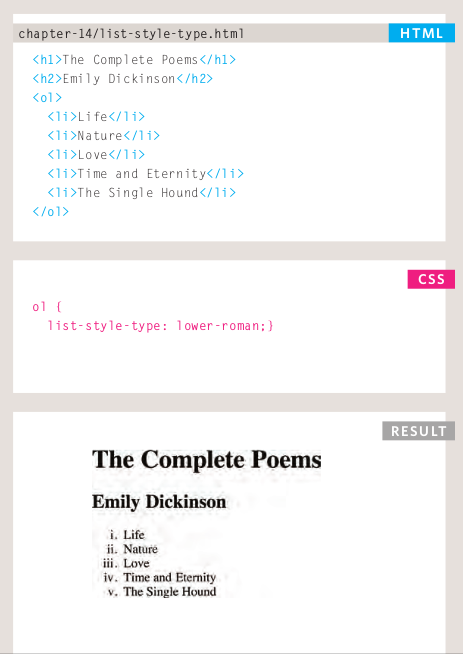 chapter-14/list-style-type.html
HTML
<h1>The Complete Poems</h1>
<h2>Emily Dickinson</h2>
<ol>
<li>Life</li>
<li>Nature</li>
<li>Love</li>
<li>Time and Eternity</li>
<li>The Single Hound</li>
</ol>
CSS
ol {
list-style-type: lower-roman;}
RESULT
The Complete Poems
Emily Dickinson
i. Life
ii. Nature
iii. Love
iv. Time and Eternity
v. The Single Hound